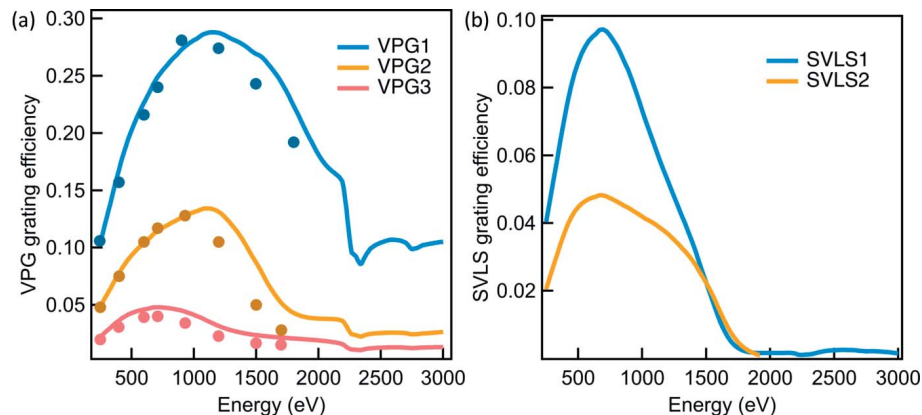 (a)
VPG grating efficiency
0.30
0.25
0.20
0.15
0.10
0.05
VPG1
VPG2
VPG3
500 1000 1500 2000 2500 3000
Energy (eV)
(b)
SVLS grating efficiency
0.10
0.08
0.06
0.04
0.02
SVLS1
SVLS2
500 1000 1500 2000 2500 3000
Energy (eV)